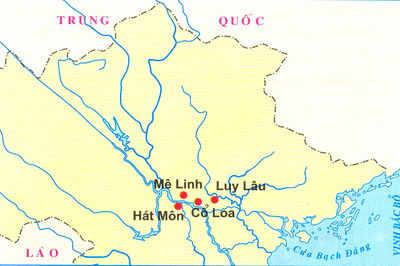 TRUNG QUỐC
Mê Linh
Luy Lâu
Hát Môn
Cổ Loa
Cửa Bạch Đằng
VỊNH BẮC BỘ
LÀO